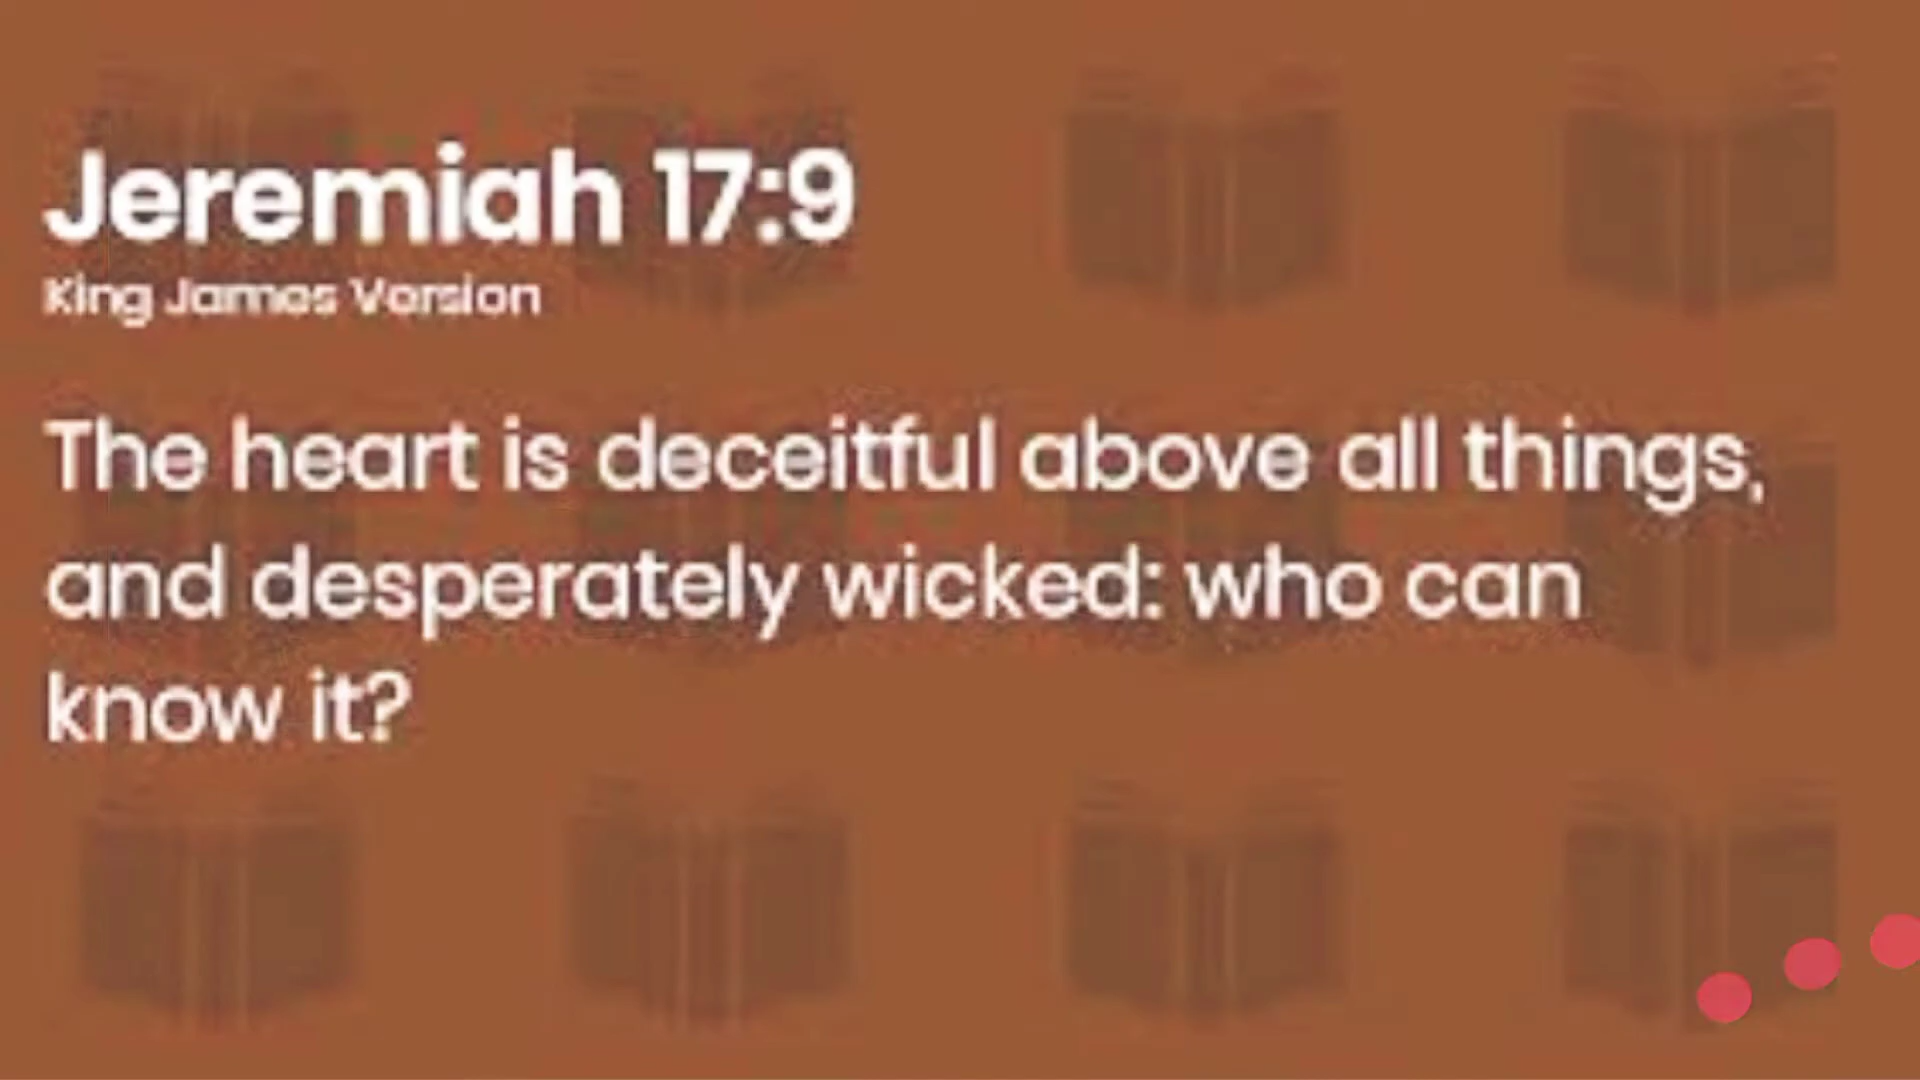 Jeremiah 17:9
King James Version
The heart is deceitful above all things,
and desperately wicked: who can
know it?